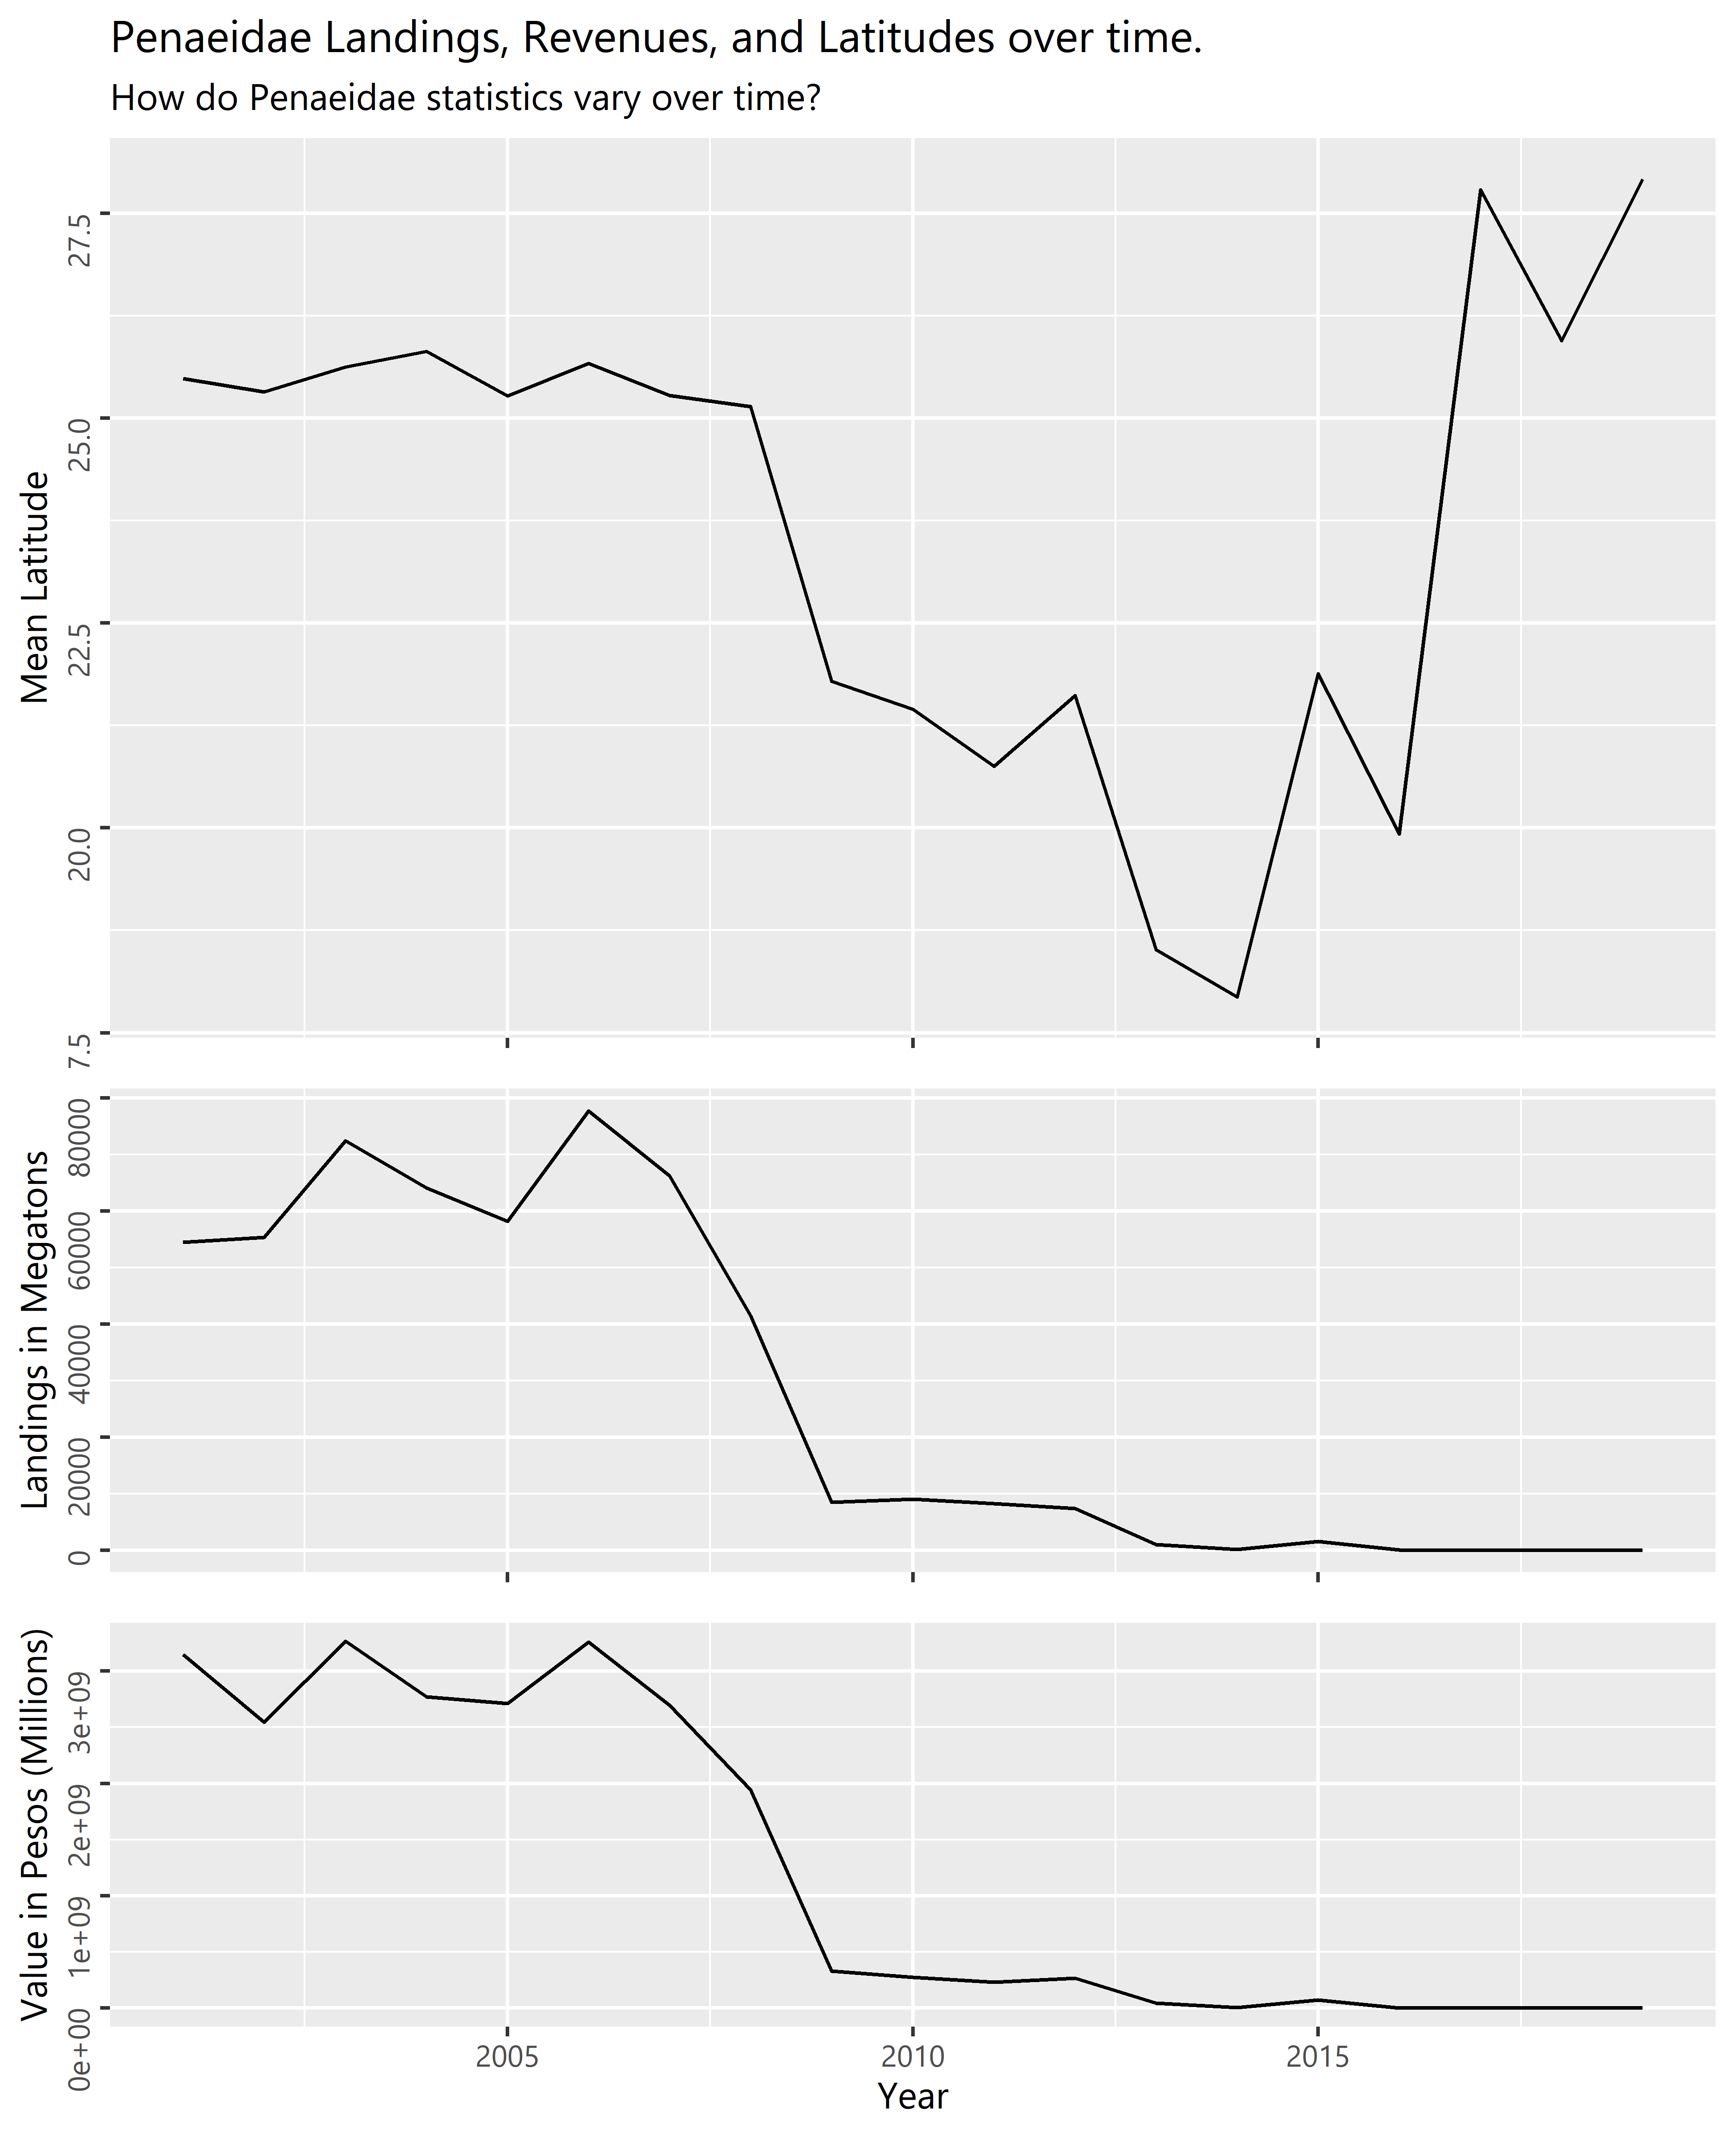 Penaeidae Landings, Revenues, and Latitudes over time.
How do Penaeidae statistics vary over time?
Mean Latitude
27.5
25.0
22.5
20.0
7.5
Landings in Megatons
80000
60000
40000
20000
0
Value in Pesos (Millions)
3e+09
2e+09
1e+09
0e+00
2005
2010
2015
Year